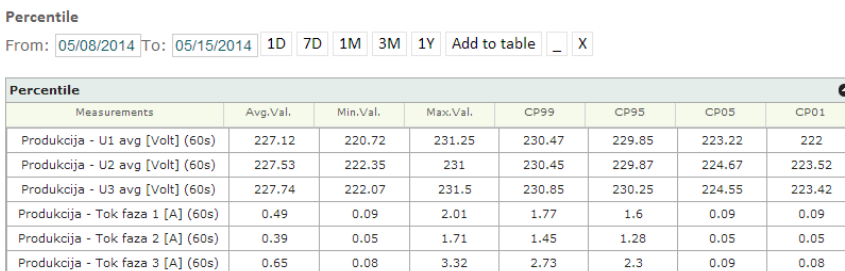 Percentile
From: 05/08/2014 To: 05/15/2014 1D 7D 1M 3M 1Y Add to table _ X
Percentile
Measurements Avg.Val. Min.Val. Max.Val. CP99 CP95 CP05 CP01
Produkcija - U1 avg [Volt] (60s) 227.12 220.72 231.25 230.47 229.85 223.22 222
Produkcija - U2 avg [Volt] (60s) 227.53 222.35 231 230.45 229.87 224.67 223.52
Produkcija - U3 avg [Volt] (60s) 227.74 222.07 231.5 230.85 230.25 224.55 223.42
Produkcija - Tok faza 1 [A] (60s) 0.49 0.09 2.01 1.77 1.6 0.09 0.09
Produkcija - Tok faza 2 [A] (60s) 0.39 0.05 1.71 1.45 1.28 0.05 0.05
Produkcija - Tok faza 3 [A] (60s) 0.65 0.08 3.32 2.73 2.3 0.09 0.08